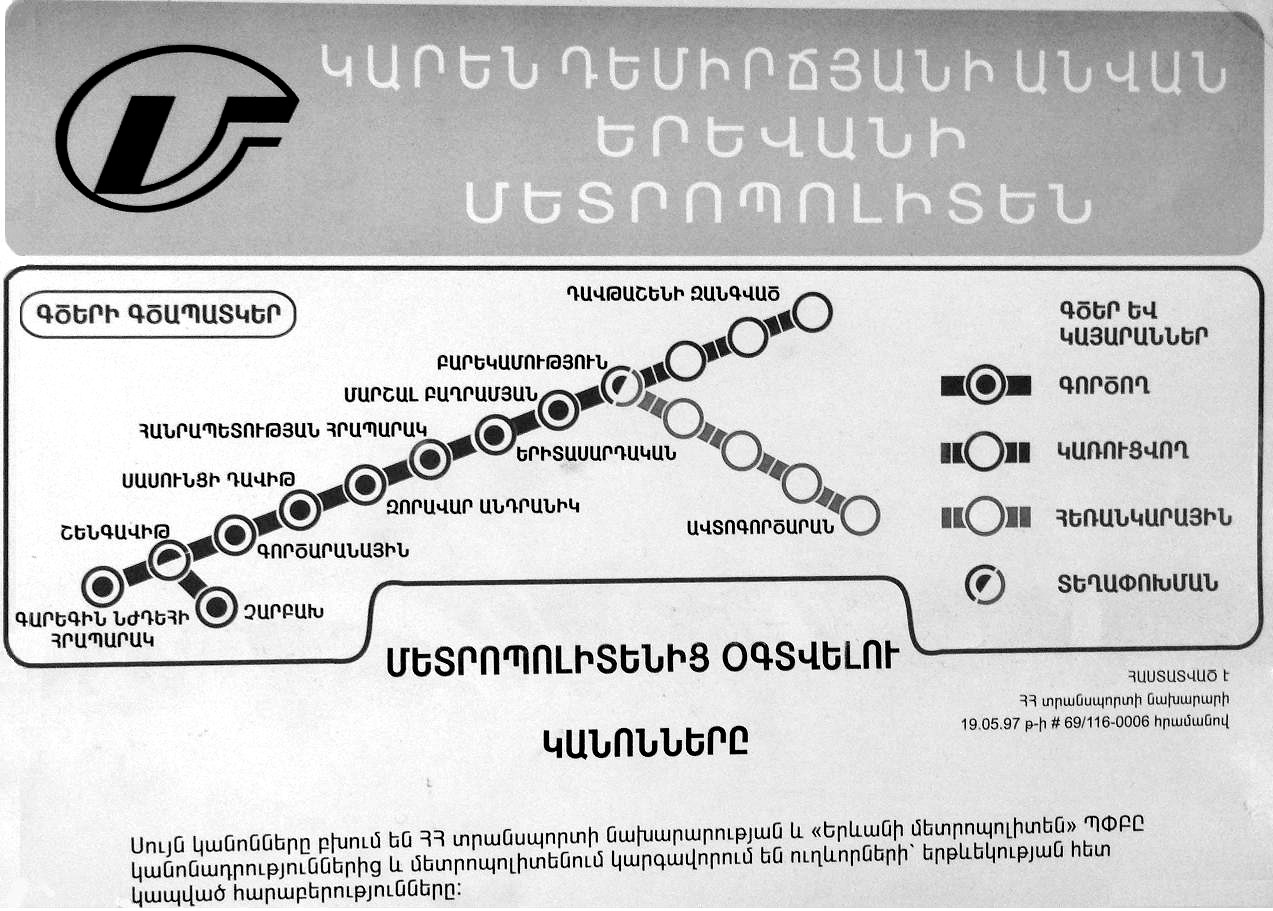 ԿԱՐԵՆ ԴԵՄԻՐՃՅԱՆԻ ԱՆՎԱՆ
ԵՐԵՎԱՆԻ
ՄԵՏՐՈՊՈԼԻՏԵՆ
ԳԾԵՐԻ ԳԾԱՊԱՏԿԵՐ
ԴԱՎԹԱՇԵՆԻ ԶԱՆԳՎԱԾ
ԲԱՐԵԿԱՄՈՒԹՅՈՒՆ
ՄԱՐՇԱԼ ԲԱՂՐԱՄՅԱՆ
ՀԱՆՐԱՊԵՏՈՒԹՅԱՆ ՀՐԱՊԱՐԱԿ
ԵՐԻՏԱՍԱՐԴԱԿԱՆ
ՍԱՍՈՒՆՑԻ ԴԱՎԻԹ
ԶՈՐԱՎԱՐ ԱՆԴՐԱՆԻԿ
ՇԵՆԳԱՎԻԹ
ԳՈՐԾԱՐԱՆԱՅԻՆ
ԱՎՏՈԳՈՐԾԱՐԱՆ
ԳԱՐԵԳԻՆ ՆԺԴԵՀԻ
ՀՐԱՊԱՐԱԿ
ՉԱՐԲԱԽ
ԳԾԵՐ ԵՎ
ԿԱՅԱՐԱՆՆԵՐ
ԳՈՐԾՈՂ
ԿԱՌՈՒՑՎՈՂ
ՀԵՌԱՆԿԱՐԱՅԻՆ
ՏԵՂԱՓՈԽՄԱՆ
ՄԵՏՐՈՊՈԼԻՏԵՆԻՑ ՕԳՏՎԵԼՈՒ
ԿԱՆՈՆՆԵՐԸ
ՀԱՍՏԱՏՎԱԾ է
ՀՀ տրանսպորտի նախարարի
19.05.97 թ-ի # 69/116-0006 հրամանով
Սույն կանոնները բխում են ՀՀ տրանսպորտի նախարարության և «Երևանի մետրոպոլիտեն» ՊՓԲԸ
կանոնադրություններից և մետրոպոլիտենում կարգավորում են ուղևորների՝ երթևեկության հետ
կապված հարաբերությունները: